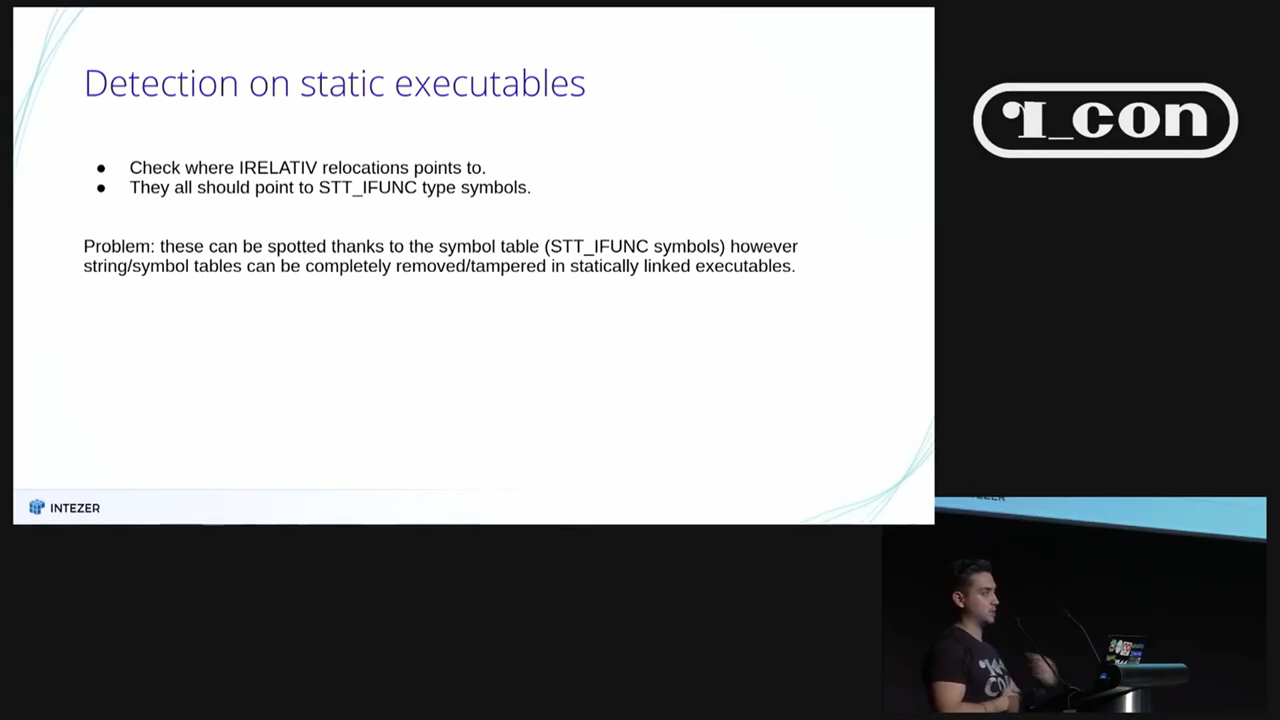 Detection on static executables
● Check where IRELATIV relocations points to.
● They all should point to STT_IFUNC type symbols.
Problem: these can be spotted thanks to the symbol table (STT_IFUNC symbols) however
string/symbol tables can be completely removed/tampered in statically linked executables.
INTEZER
r2_con